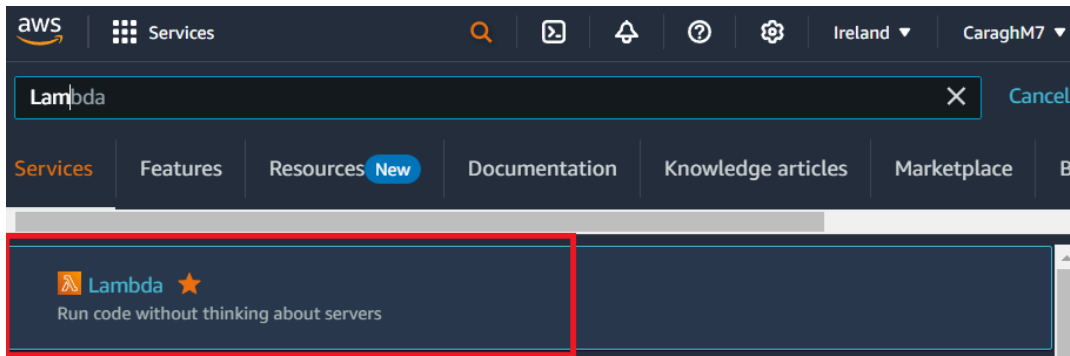 aws Services Ireland ▼ CaraghM7 ▼
Lambda Cancel
Services Features Resources New Documentation Knowledge articles Marketplace B
Lambda
Run code without thinking about servers